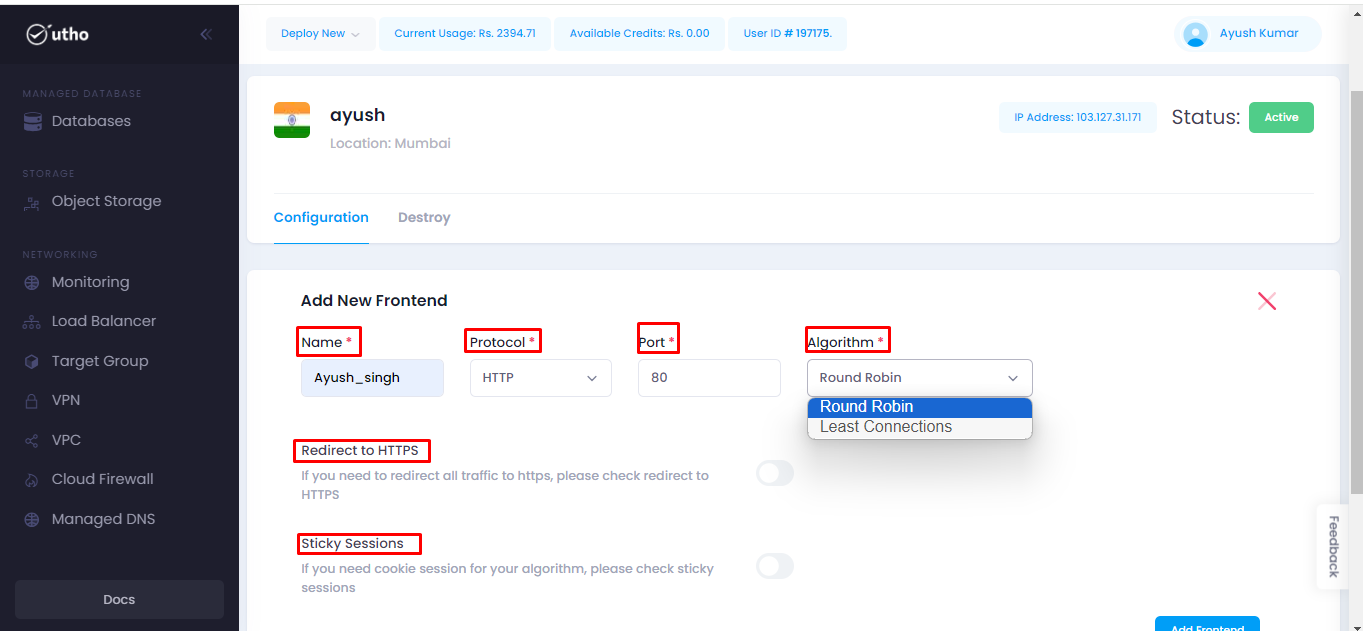 utho
Deploy New
Current Usage: Rs. 2394.71
Available Credits: Rs. 0.00
User ID # 197175.
Ayush Kumar
MANAGED DATABASE
Databases
STORAGE
Object Storage
NETWORKING
Monitoring
Load Balancer
Target Group
VPN
VPC
Cloud Firewall
Managed DNS
Docs
ayush
Location: Mumbai
IP Address: 103.127.31.171
Status:
Active
Configuration
Destroy
Add New Frontend
Name *
Protocol *
Port *
Algorithm *
Ayush_singh
HTTP
80
Round Robin
Round Robin
Least Connections
Redirect to HTTPS
If you need to redirect all traffic to https, please check redirect to
HTTPS
Sticky Sessions
If you need cookie session for your algorithm, please check sticky
sessions
Add Frontend
Feedback